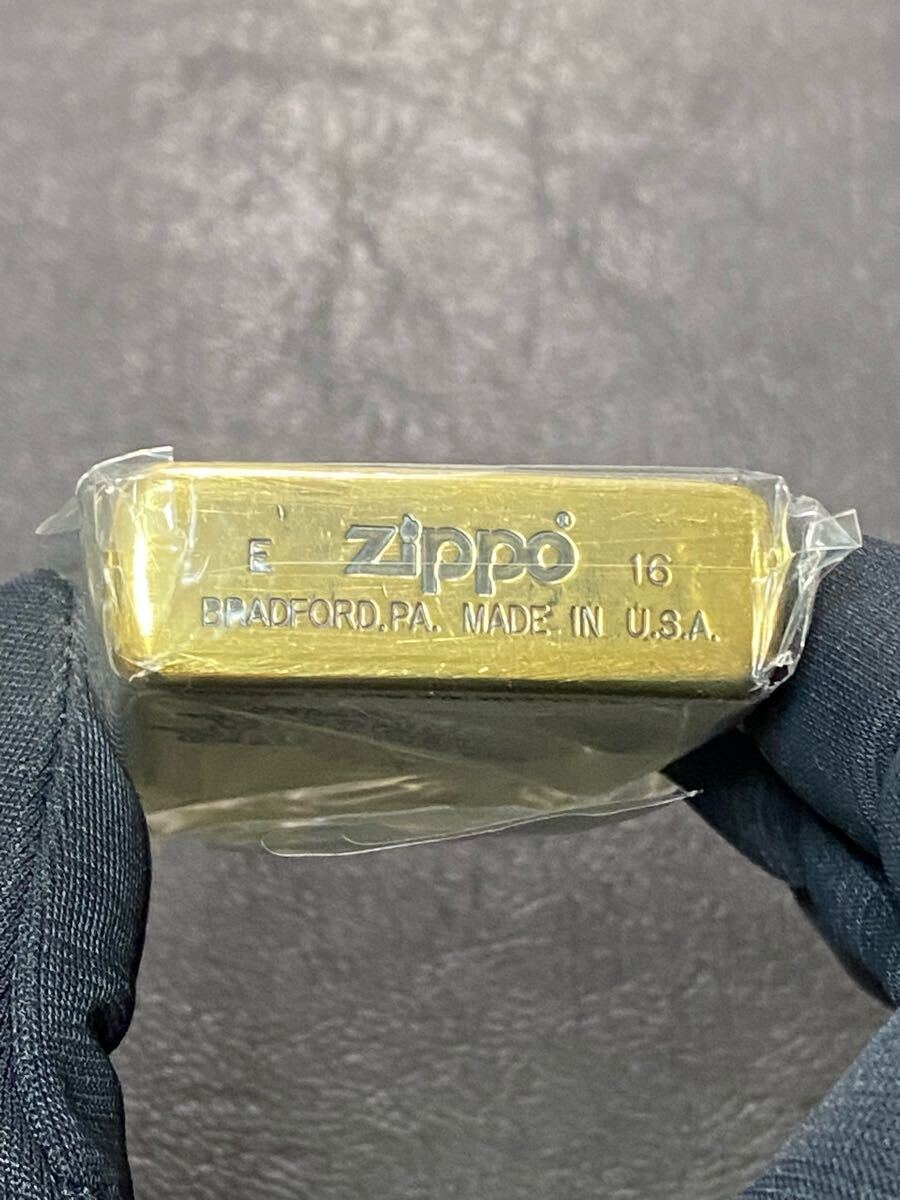 E Zippo® 16
BRADFORD,PA. MADE IN U.S.A.